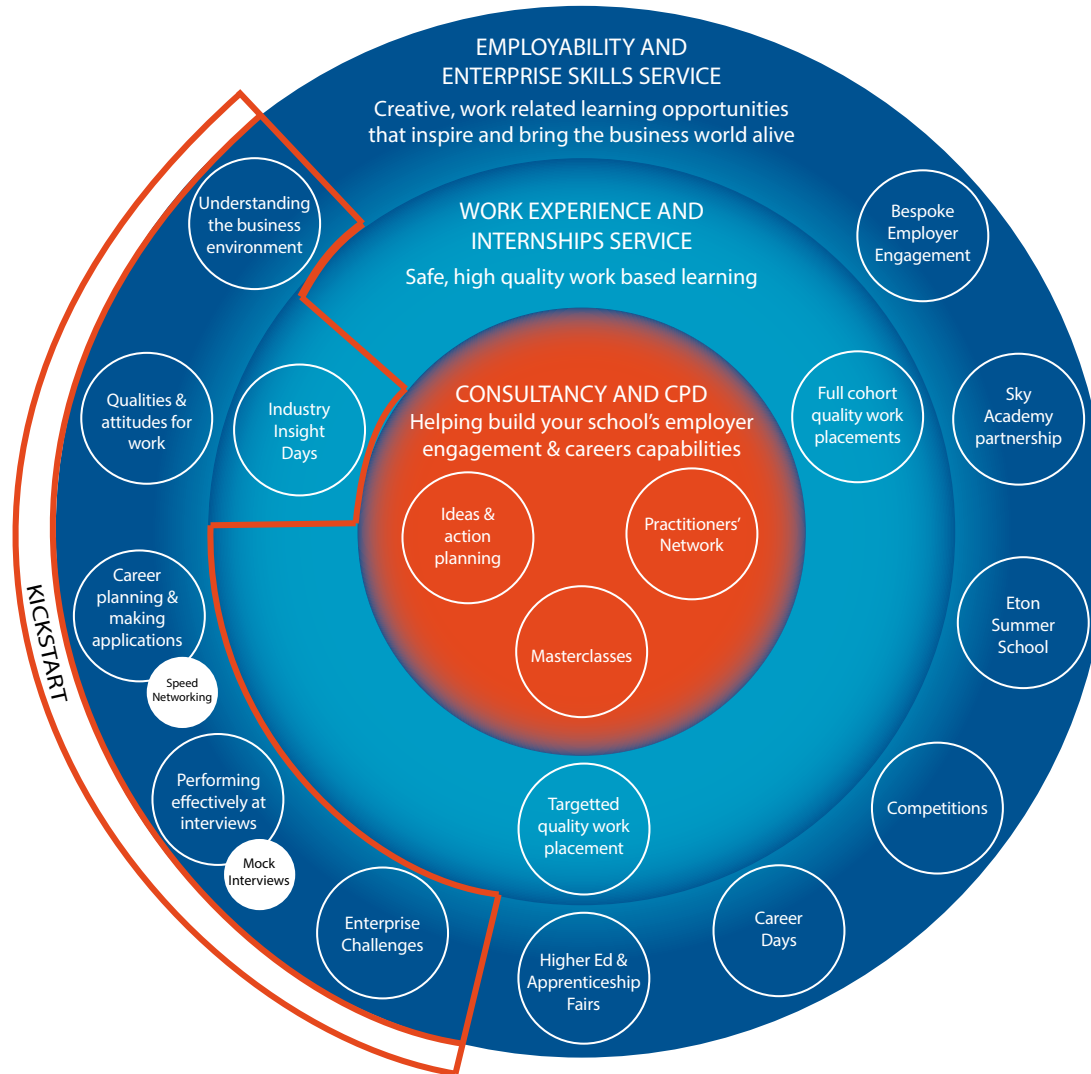 EMPLOYABILITY AND
ENTERPRISE SKILLS SERVICE
Creative, work related learning opportunities
that inspire and bring the business world alive
WORK EXPERIENCE AND
INTERNSHIPS SERVICE
Safe, high quality work based learning
CONSULTANCY AND CPD
Helping build your school's employer
engagement & careers capabilities
Ideas &
action
planning
Practitioners'
Network
Masterclasses
Industry
Insight
Days
Full cohort
quality work
placements
Targetted
quality work
placement
KICKSTART
Understanding
the business
environment
Qualities &
attitudes for
work
Career
planning &
making
applications
Speed
Networking
Performing
effectively at
interviews
Mock
Interviews
Enterprise
Challenges
Higher Ed &
Apprenticeship
Fairs
Career
Days
Competitions
Eton
Summer
School
Sky
Academy
partnership
Bespoke
Employer
Engagement